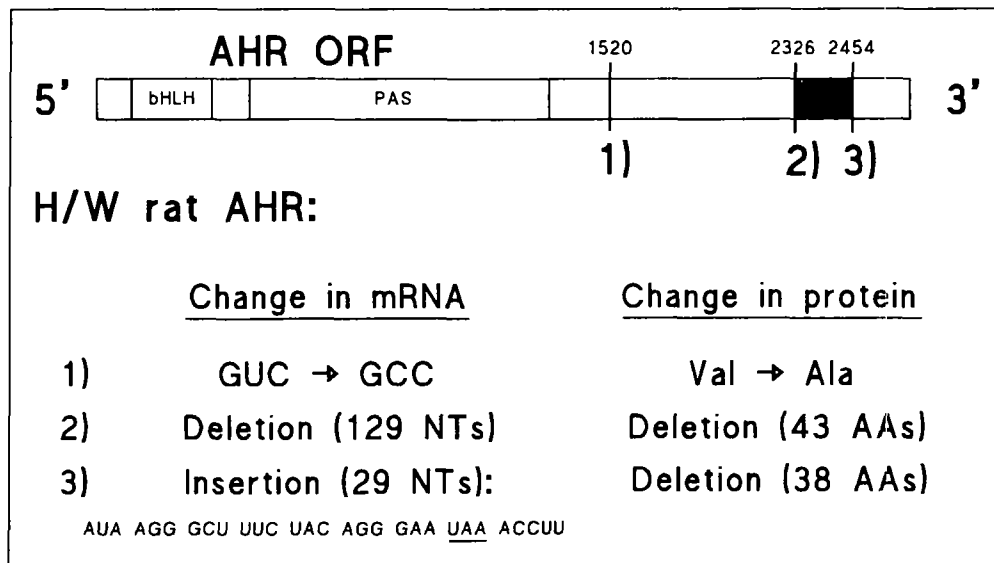 AHR ORF
1520 2326 2454
5' bHLH PAS 3'
1) 2) 3)
H/W rat AHR:
Change in mRNA Change in protein
1) GUC → GCC Val → Ala
2) Deletion (129 NTs) Deletion (43 AAs)
3) Insertion (29 NTs): Deletion (38 AAs)
AUA AGG GCU UUC UAC AGG GAA UAA ACCUU